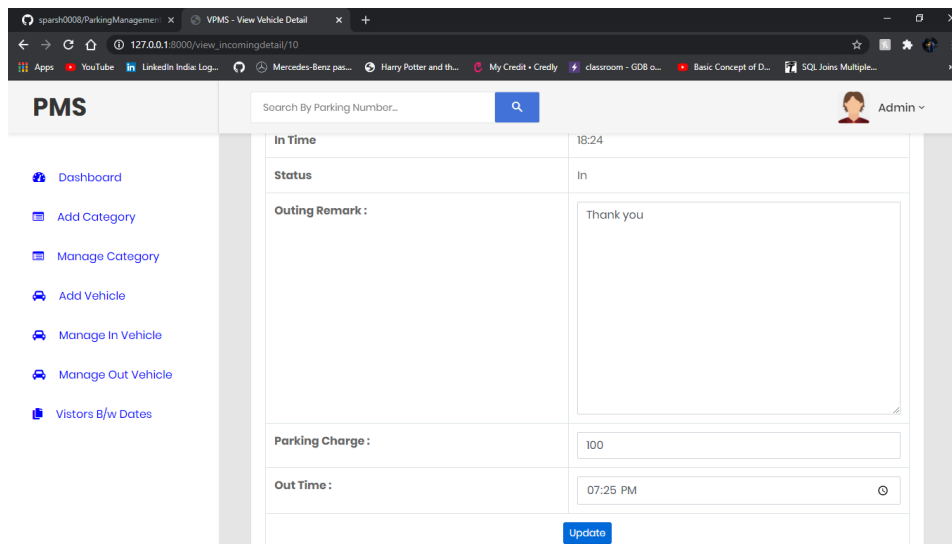 sparsh0008/ParkingManagement
VPMS - View Vehicle Detail
127.0.0.1:8000/view_incomingdetail/10
Apps YouTube LinkedIn India: Log... Mercedes-Benz pas... Harry Potter and th... My Credit • Credly classroom - GDB o... Basic Concept of D... SQL Joins Multiple...
PMS
Search By Parking Number...
Admin
Dashboard
Add Category
Manage Category
Add Vehicle
Manage In Vehicle
Manage Out Vehicle
Vistors B/w Dates
In Time 18:24
Status In
Outing Remark : Thank you
Parking Charge : 100
Out Time : 07:25 PM
Update